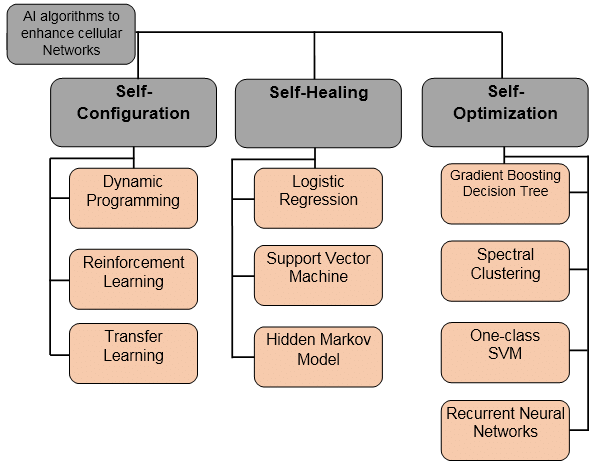 AI algorithms to
enhance cellular
Networks
Self-
Configuration
Self-Healing
Self-
Optimization
Dynamic
Programming
Reinforcement
Learning
Transfer
Learning
Logistic
Regression
Support Vector
Machine
Hidden Markov
Model
Gradient Boosting
Decision Tree
Spectral
Clustering
One-class
SVM
Recurrent Neural
Networks